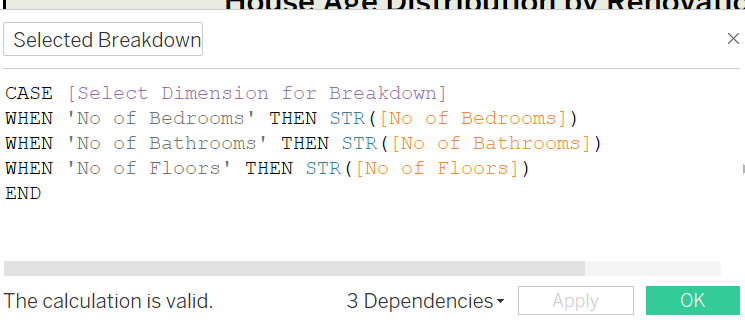 House Age Distribution by Renovatio
Selected Breakdown
CASE [Select Dimension for Breakdown]
WHEN 'No of Bedrooms' THEN STR([No of Bedrooms])
WHEN 'No of Bathrooms' THEN STR([No of Bathrooms])
WHEN 'No of Floors' THEN STR([No of Floors])
END
The calculation is valid. 3 Dependencies Apply OK